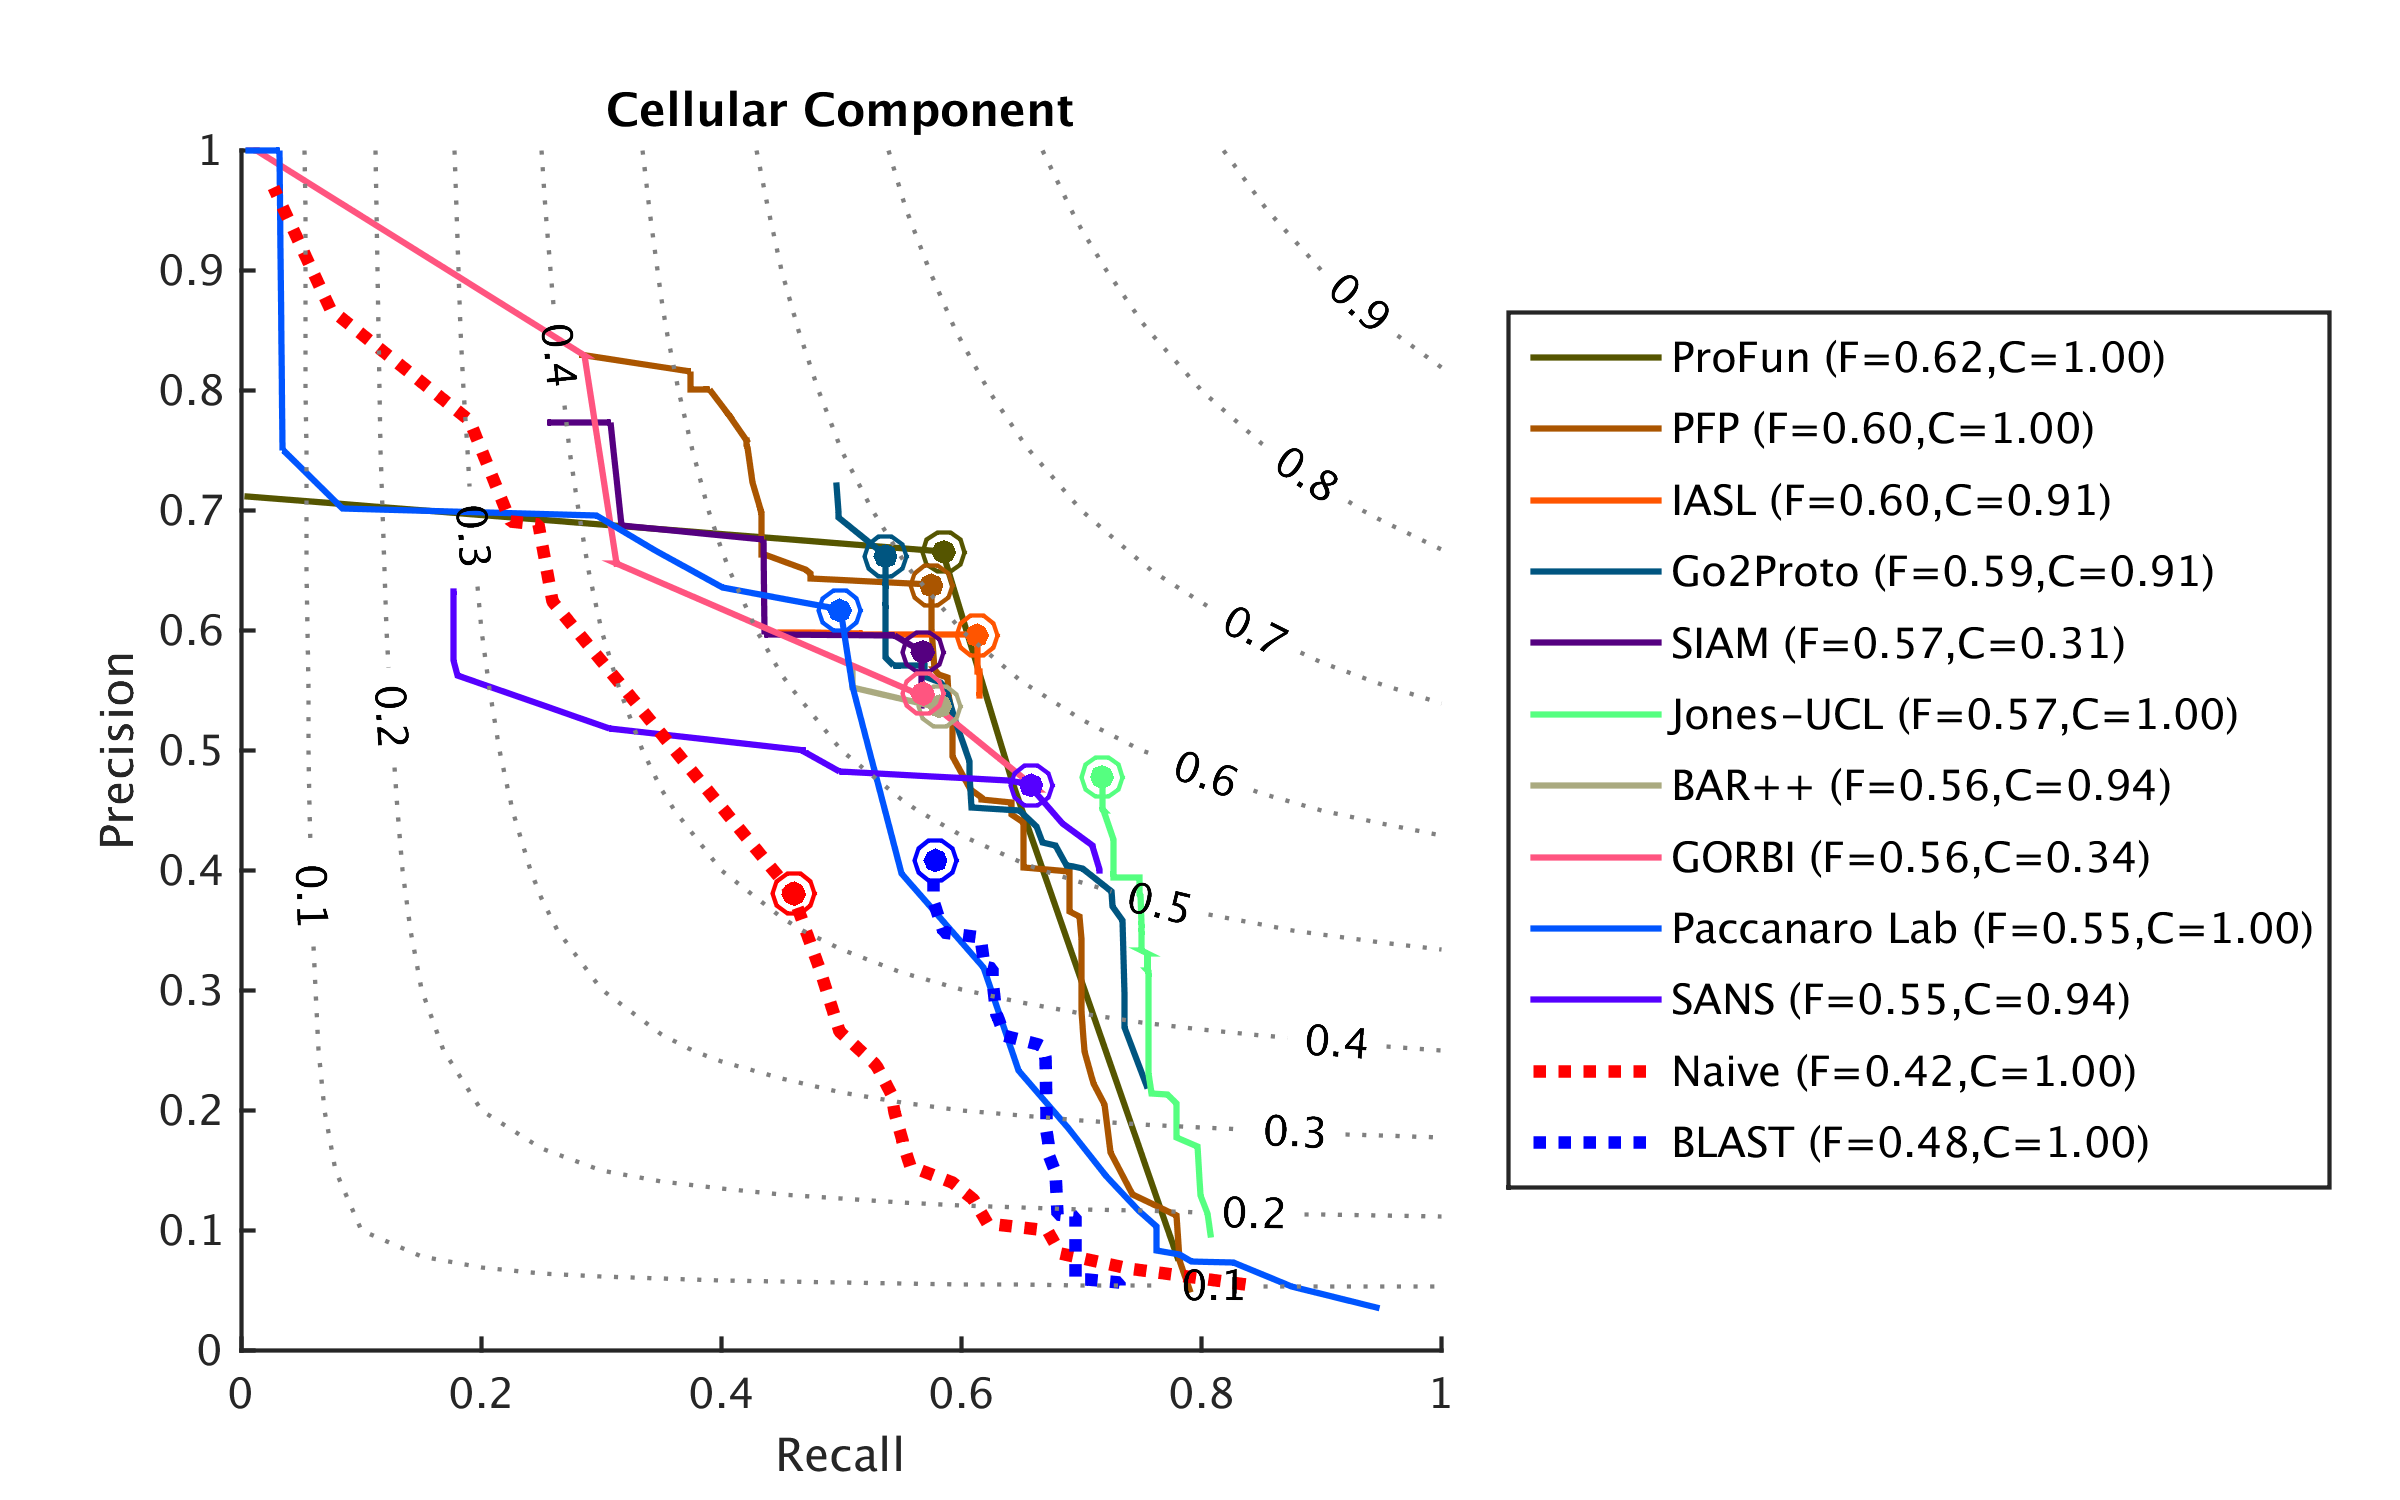 Cellular Component
1
0.9
0.8
0.7
0.6
0.5
0.4
0.3
0.2
0.1
0
Precision
0 0.2 0.4 0.6 0.8 1
Recall
0.1
0.2
0.3
0.4
0.9
0.8
0.7
0.6
0.5
0.4
0.3
0.2
0.1
ProFun (F=0.62,C=1.00)
PFP (F=0.60,C=1.00)
IASL (F=0.60,C=0.91)
Go2Proto (F=0.59,C=0.91)
SIAM (F=0.57,C=0.31)
Jones-UCL (F=0.57,C=1.00)
BAR++ (F=0.56,C=0.94)
GORBI (F=0.56,C=0.34)
Paccanaro Lab (F=0.55,C=1.00)
SANS (F=0.55,C=0.94)
Naive (F=0.42,C=1.00)
BLAST (F=0.48,C=1.00)